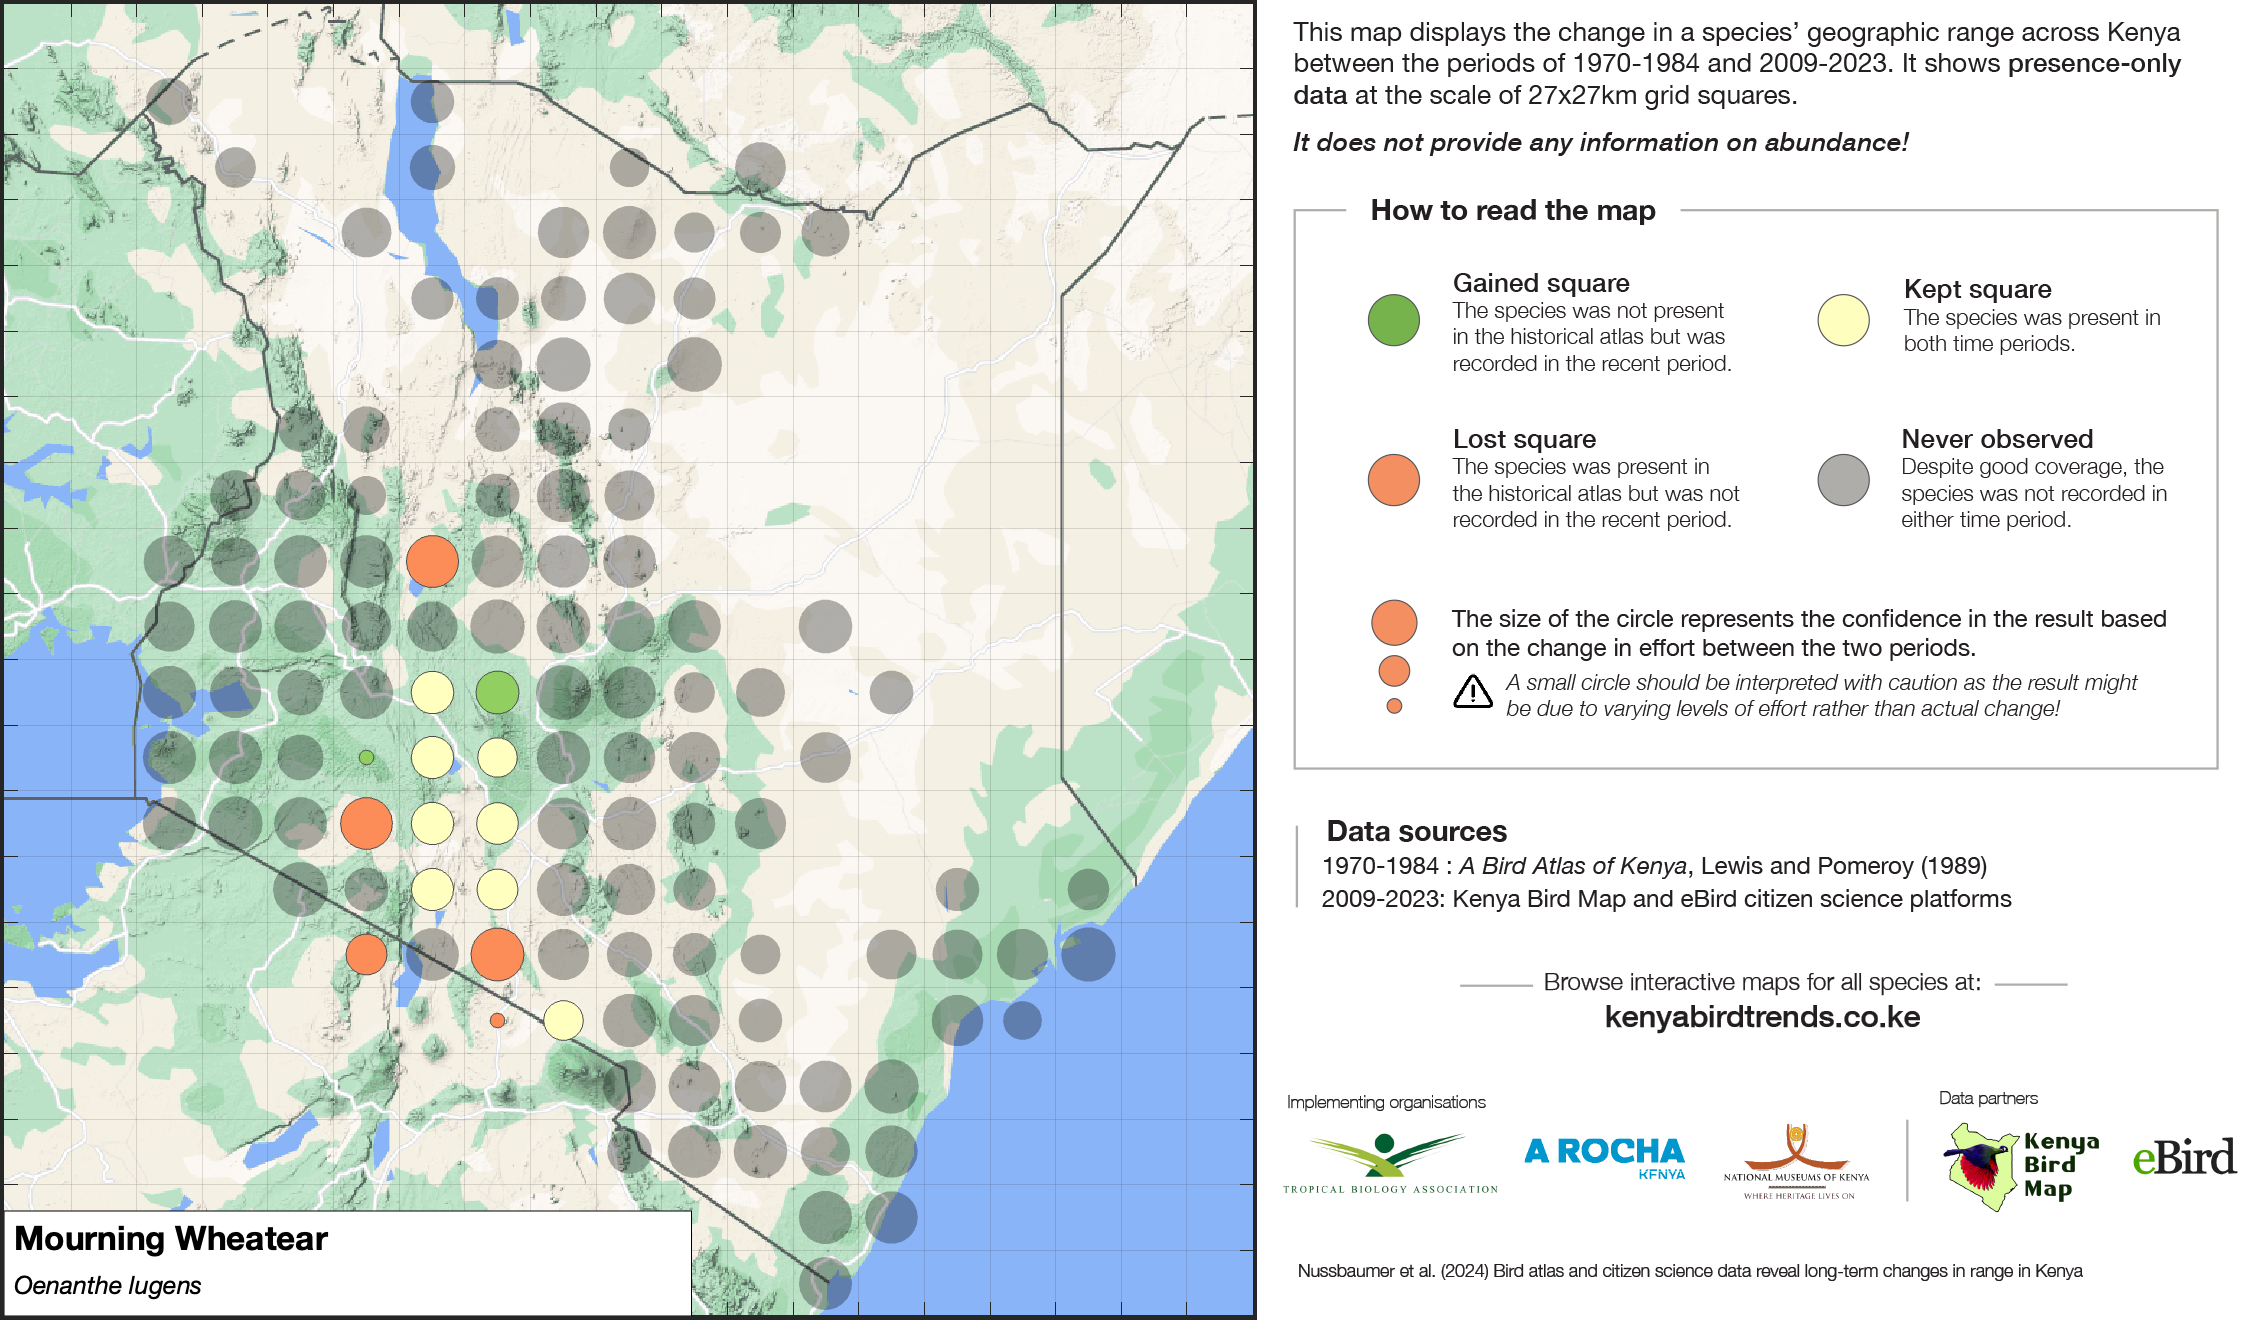 This map displays the change in a species’ geographic range across Kenya
between the periods of 1970-1984 and 2009-2023. It shows presence-only
data at the scale of 27x27km grid squares.
It does not provide any information on abundance!
How to read the map
Gained square
The species was not present
in the historical atlas but was
recorded in the recent period.
Kept square
The species was present in
both time periods.
Lost square
The species was present in
the historical atlas but was not
recorded in the recent period.
Never observed
Despite good coverage, the
species was not recorded in
either time period.
The size of the circle represents the confidence in the result based
on the change in effort between the two periods.
A small circle should be interpreted with caution as the result might
be due to varying levels of effort rather than actual change!
Data sources
1970-1984 : A Bird Atlas of Kenya, Lewis and Pomeroy (1989)
2009-2023: Kenya Bird Map and eBird citizen science platforms
Browse interactive maps for all species at:
kenyabirdtrends.co.ke
Implementing organisations
Data partners
TROPICAL BIOLOGY ASSOCIATION
A ROCHA
KENYA
NATIONAL MUSEUMS OF KENYA
WHERE HERITAGE LIVES ON
Kenya
Bird
Map
eBird
Mourning Wheatear
Oenanthe lugens
Nussbaumer et al. (2024) Bird atlas and citizen science data reveal long-term changes in range in Kenya